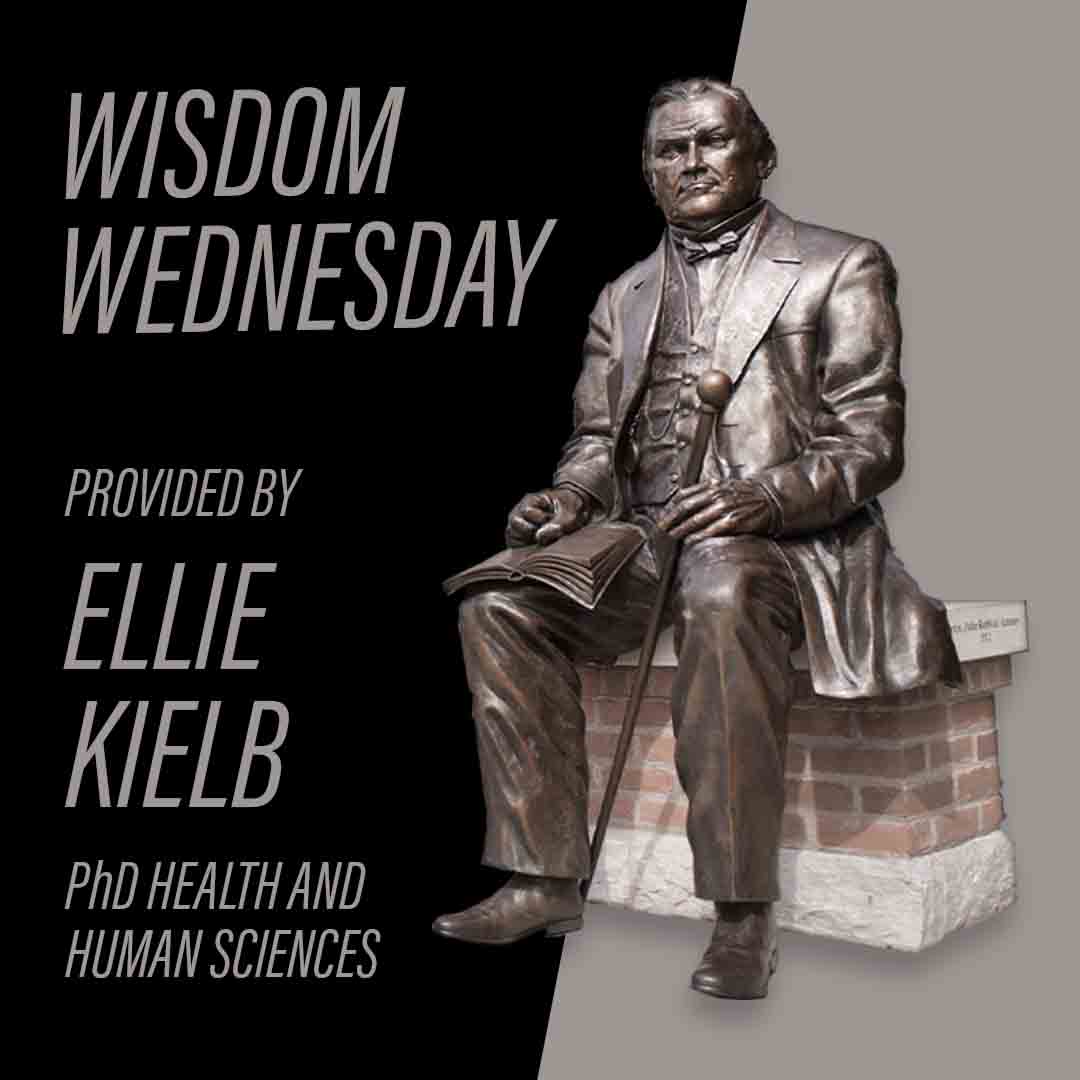 WISDOM
WEDNESDAY
PROVIDED BY
ELLIE
KIELB
PhD HEALTH AND
HUMAN SCIENCES